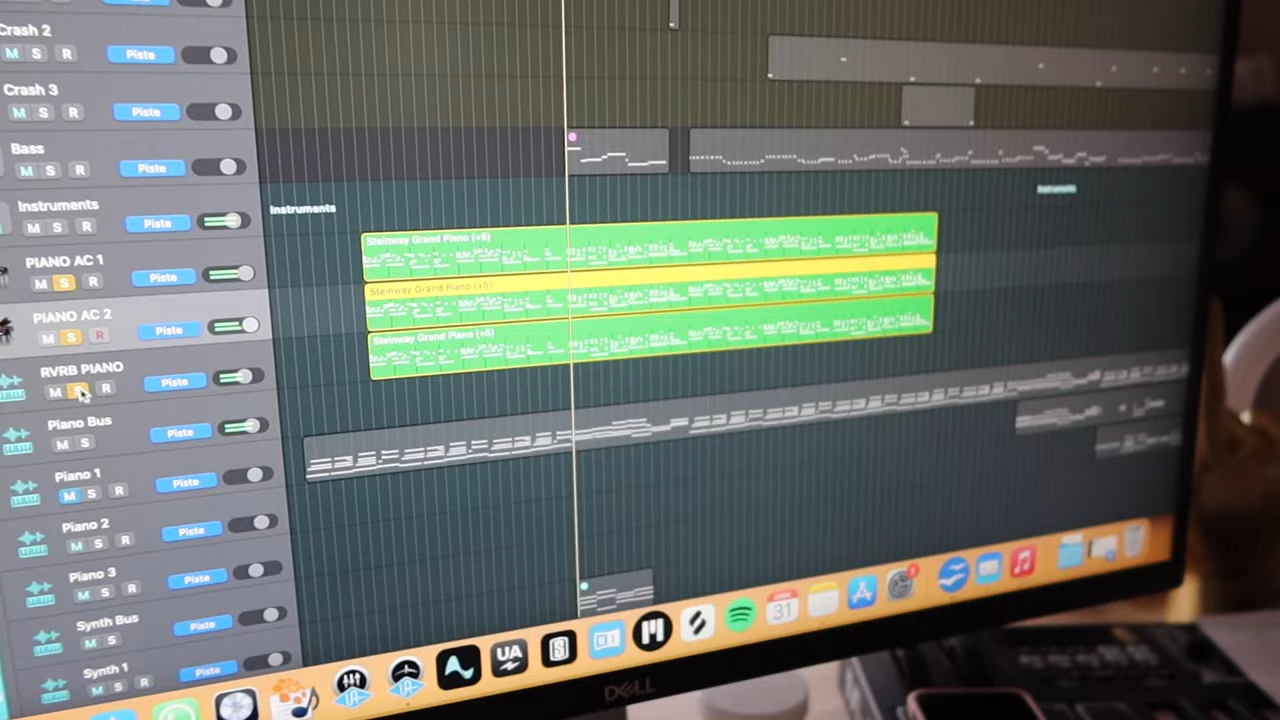 Crash 2
M S R Piste
Crash 3
M S R Piste
Bass
M S R Piste
Instruments
M S R Piste
Instruments
Instruments
PIANO AC 1
M S R Piste
Steinway Grand Piano (+5)
Steinway Grand Piano (+5)
Steinway Grand Piano (+5)
PIANO AC 2
M S R Piste
RVRB PIANO
M S R Piste
Piano Bus
M S Piste
Piano 1
M S R Piste
Piano 2
M S R Piste
Piano 3
M S R Piste
Synth Bus
M S Piste
Synth 1
M S R Piste
UA
31
DELL